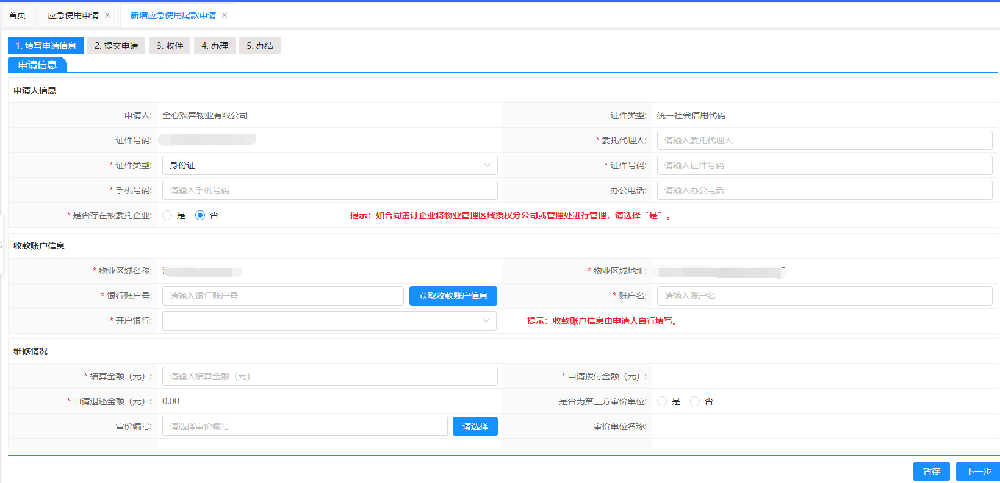 首页 应急使用申请 × 新增应急使用尾款申请 ×
1. 填写申请信息 2. 提交申请 3. 收件 4. 办理 5. 办结
申请信息
申请人信息
申请人: 全心欢喜物业有限公司 证件类型: 统一社会信用代码
证件号码: * 委托代理人: 请输入委托代理人
* 证件类型: 身份证 * 证件号码: 请输入证件号码
* 手机号码: 请输入手机号码 办公电话: 请输入办公电话
* 是否存在被委托企业: 是 否 提示：如合同签订企业将物业管理区域授权分公司或管理处进行管理，请选择“是”。
收款账户信息
* 物业区域名称: * 物业区域地址:
* 银行账户号: 请输入银行账户号 获取收款账户信息 * 账户名: 请输入账户名
* 开户银行: 提示：收款账户信息由申请人自行填写。
维修情况
* 结算金额（元）: 请输入结算金额（元） * 申请拨付金额（元）:
* 申请退还金额（元）: 0.00 是否为第三方审价单位: 是 否
审价编号: 请选择审价编号 请选择 审价单位名称:
暂存 下一步